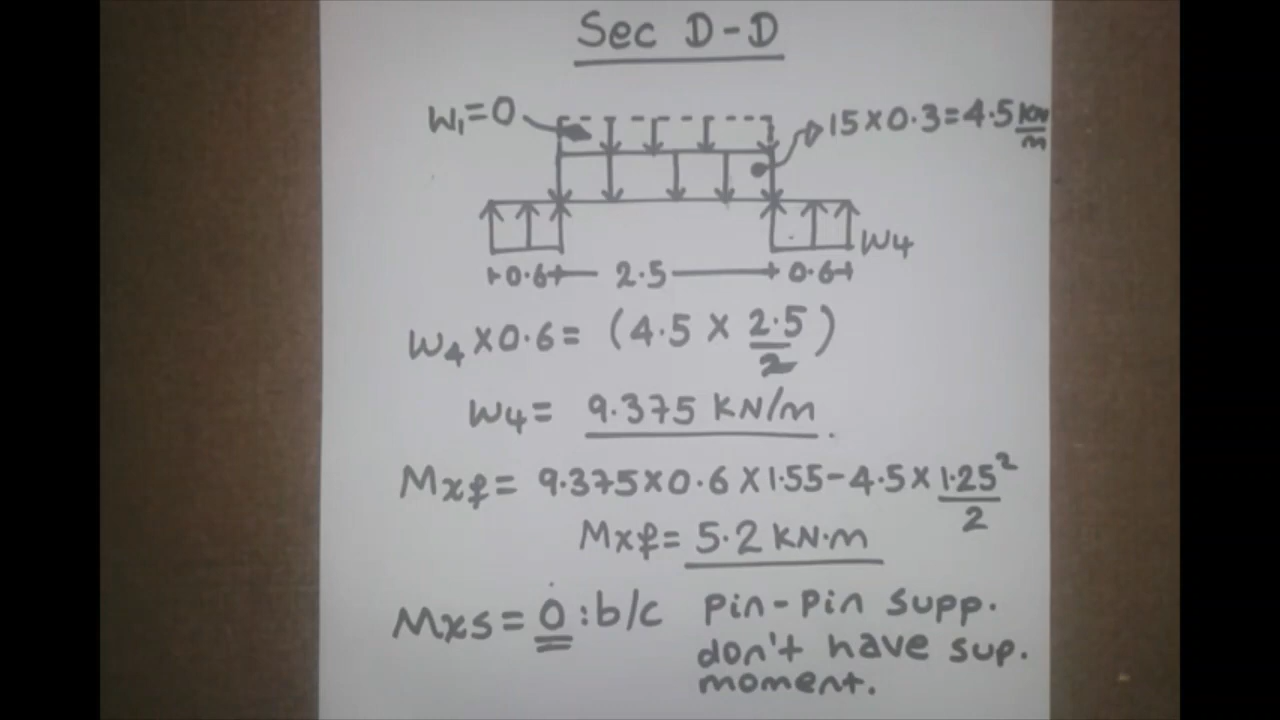 Sec D-D
W₁=0
15×0.3=4.5 kN/m
W4
0.6 2.5 0.6
W₄×0.6= (4.5 × 2.5/2)
W4= 9.375 KN/m.
Mxf= 9.375×0.6×1.55-4.5×1.25²/2
Mxf= 5.2 KN·m
Mxs= 0 :b/c pin-pin supp.
don't have sup.
moment.